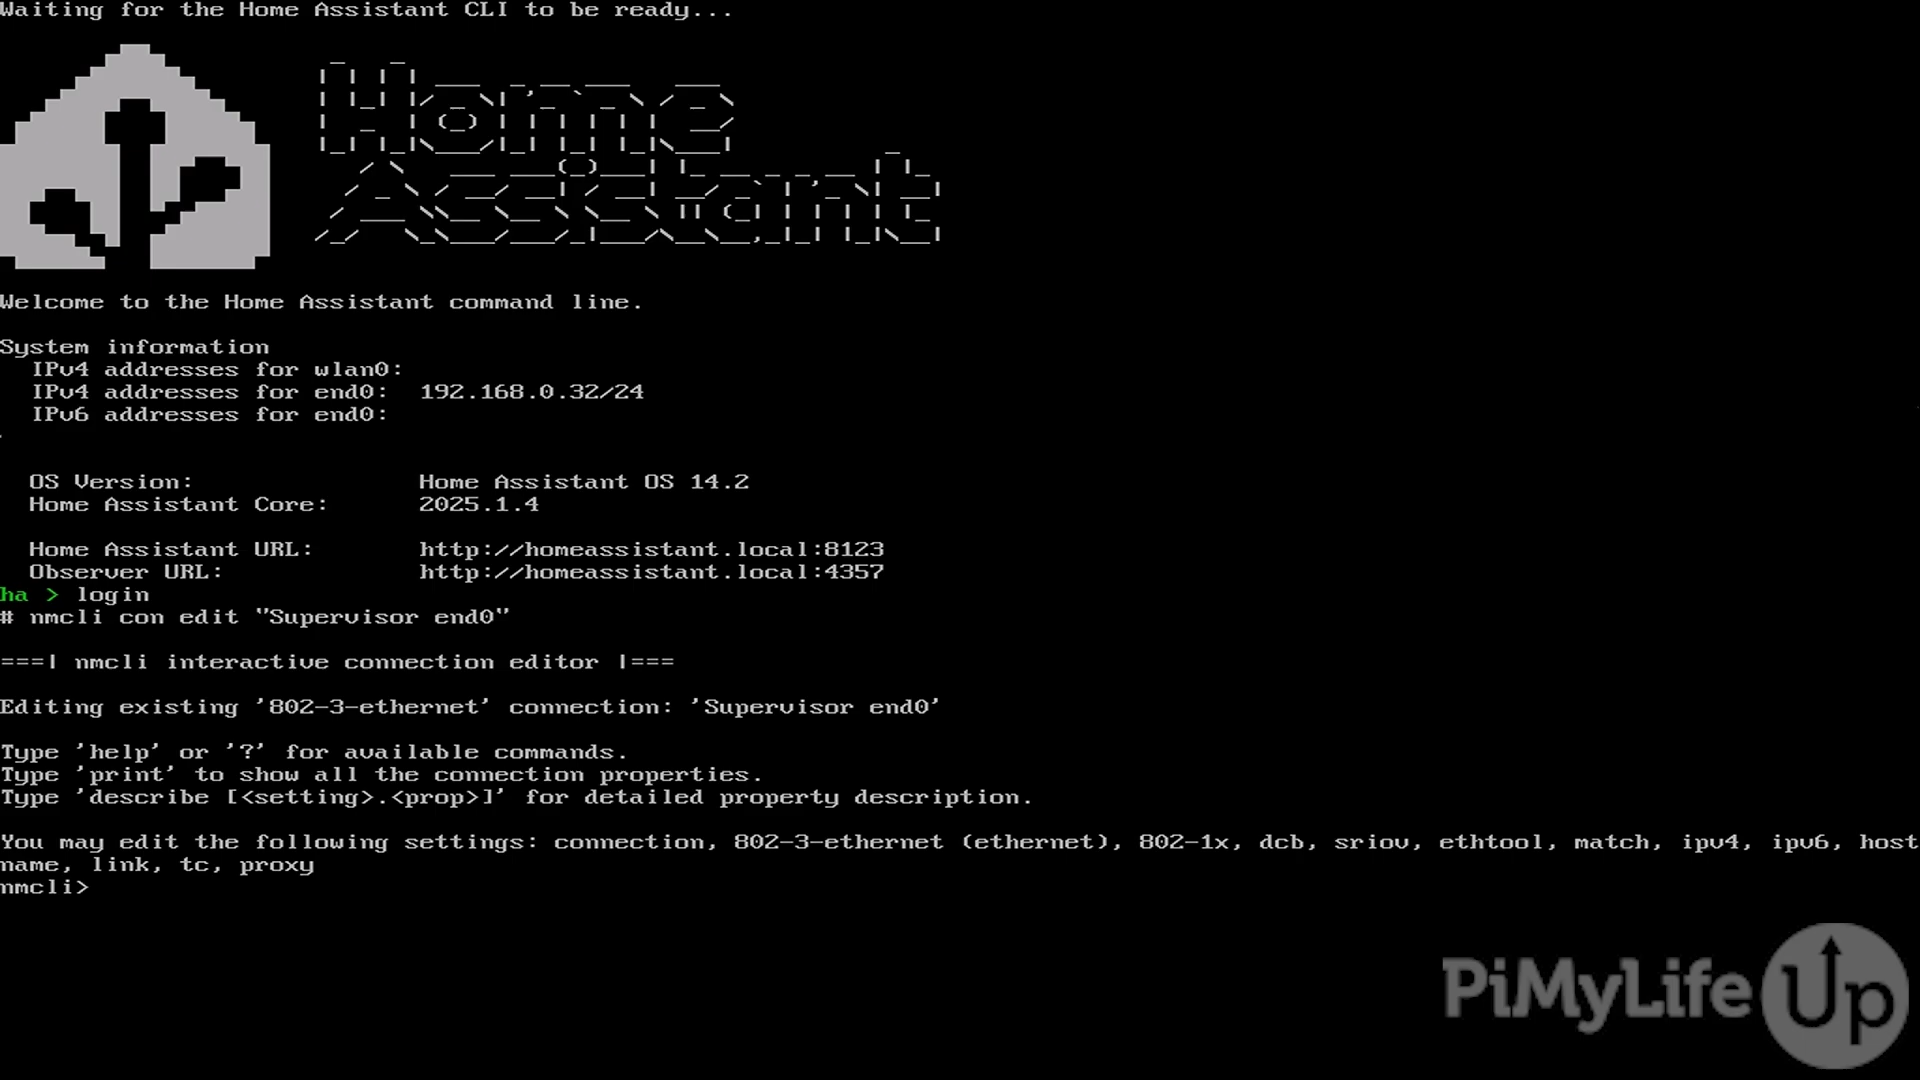 Waiting for the Home Assistant CLI to be ready...
Home
Assistant
Welcome to the Home Assistant command line.
System information
IPv4 addresses for wlan0:
IPv4 addresses for end0: 192.168.0.32/24
IPv6 addresses for end0:
OS Version: Home Assistant OS 14.2
Home Assistant Core: 2025.1.4
Home Assistant URL: http://homeassistant.local:8123
Observer URL: http://homeassistant.local:4357
ha > login
# nmcli con edit "Supervisor end0"
===| nmcli interactive connection editor |===
Editing existing '802-3-ethernet' connection: 'Supervisor end0'
Type 'help' or '?' for available commands.
Type 'print' to show all the connection properties.
Type 'describe [<setting>.<prop>]' for detailed property description.
You may edit the following settings: connection, 802-3-ethernet (ethernet), 802-1x, dcb, sriov, ethtool, match, ipv4, ipv6, host
name, link, tc, proxy
nmcli>
PiMyLifeUp